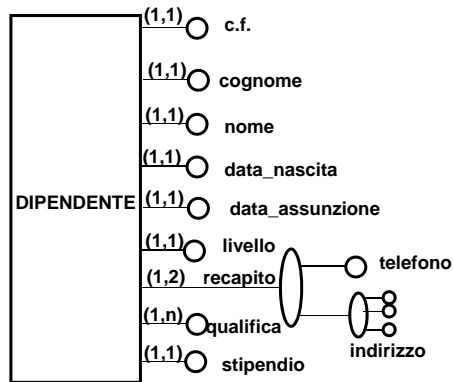 (1,1) c.f.
(1,1) cognome
(1,1) nome
(1,1) data_nascita
DIPENDENTE
(1,1) data_assunzione
(1,1) livello
(1,2) recapito
telefono
(1,n) qualifica
indirizzo
(1,1) stipendio